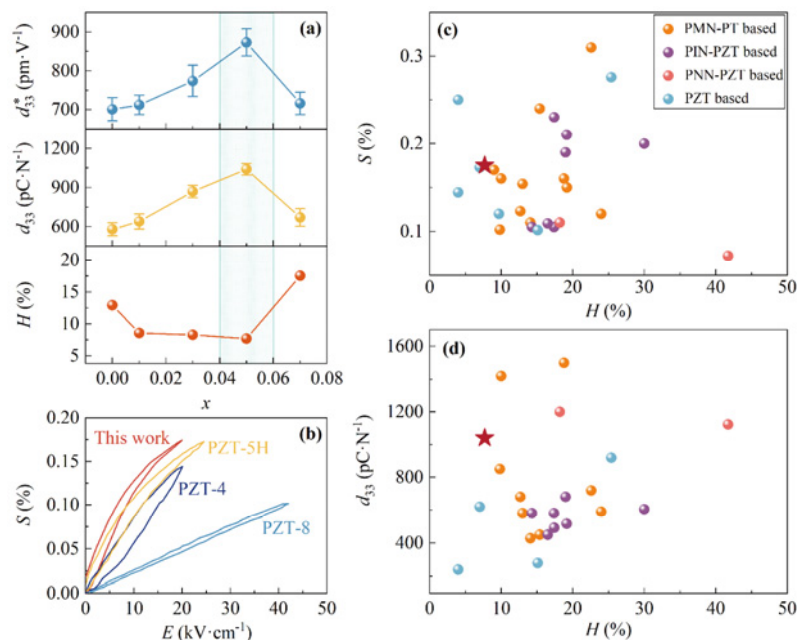 (a)
d*33 (pm·V-1)
900
800
700
d33 (pC·N-1)
1200
900
600
H (%)
20
15
10
5
0.00 0.02 0.04 0.06 0.08
x
(b)
S (%)
0.20
0.15
0.10
0.05
0.00
This work
PZT-5H
PZT-4
PZT-8
0 10 20 30 40 50
E (kV·cm-1)
(c)
PMN-PT based
PIN-PZT based
PNN-PZT based
PZT based
S (%)
0.3
0.2
0.1
0 10 20 30 40 50
H (%)
(d)
d33 (pC·N-1)
1600
1200
800
400
0 10 20 30 40 50
H (%)